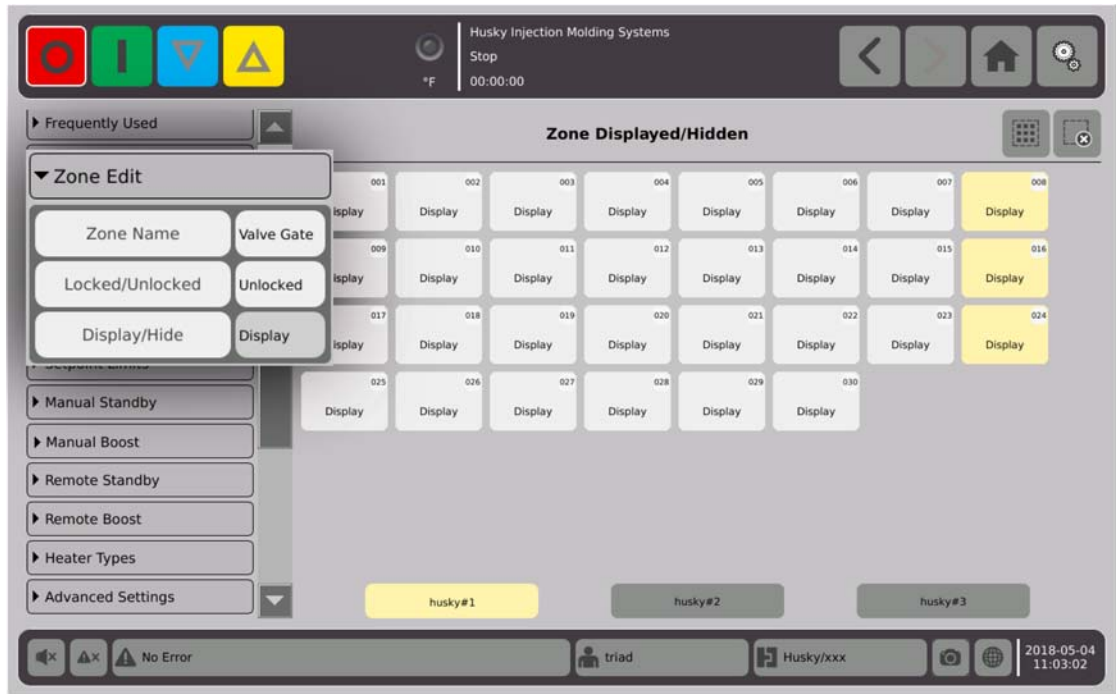 Husky Injection Molding Systems
Stop
°F 00:00:00
Frequently Used
Zone Displayed/Hidden
Zone Edit
Zone Name Valve Gate
Locked/Unlocked Unlocked
Display/Hide Display
001 002 003 004 005 006 007 008
isplay Display Display Display Display Display Display Display
009 010 011 012 013 014 015 016
isplay Display Display Display Display Display Display Display
017 018 019 020 021 022 023 024
isplay Display Display Display Display Display Display Display
025 026 027 028 029 030
Display Display Display Display Display Display
Setpoint Limits
Manual Standby
Manual Boost
Remote Standby
Remote Boost
Heater Types
Advanced Settings
husky#1 husky#2 husky#3
No Error triad Husky/xxx 2018-05-04
11:03:02